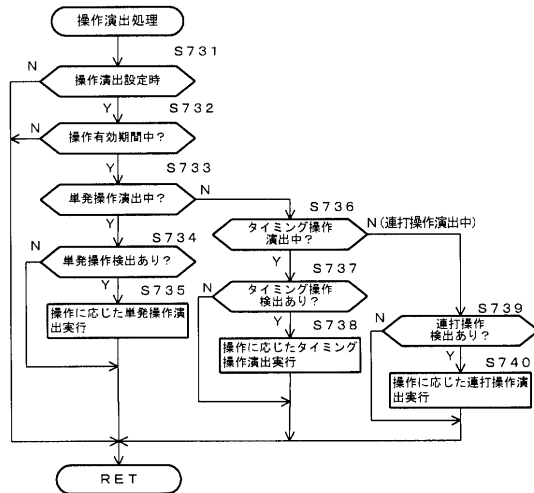 操作演出処理
S731
N
操作演出設定時
Y
S732
N
操作有効期間中?
Y
S733
単発操作演出中?
N
Y
S736
タイミング操作
演出中?
N(連打操作演出中)
S734
N
単発操作検出あり?
Y
S737
N
タイミング操作
検出あり?
Y
S735
操作に応じた単発操作演
出実行
S738
操作に応じたタイミング
操作演出実行
S739
N
連打操作
検出あり?
Y
S740
操作に応じた連打操作演
出実行
RET